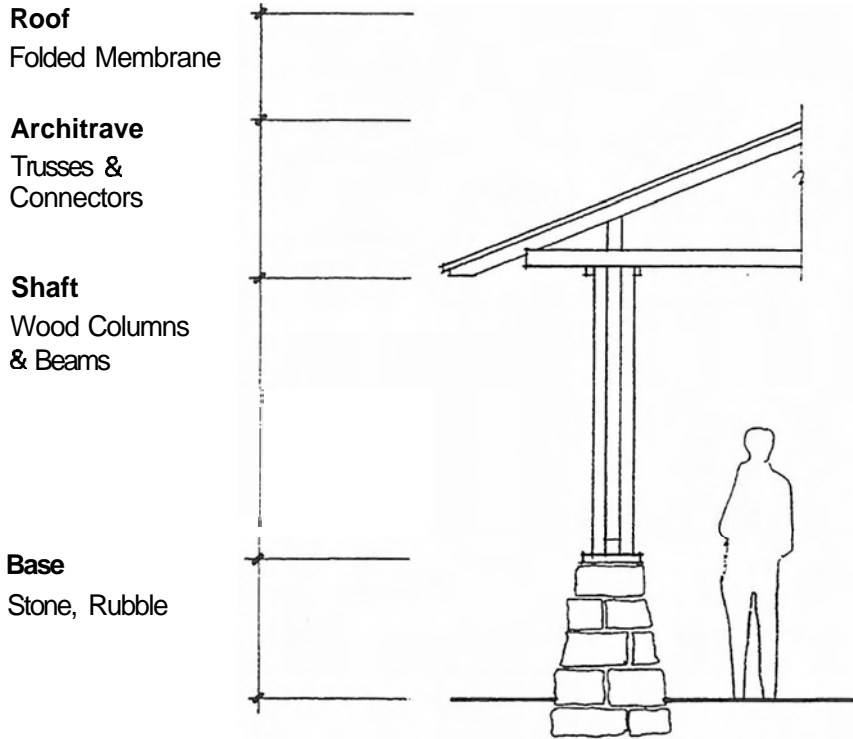 Roof
Folded Membrane
Architrave
Trusses &
Connectors
Shaft
Wood Columns
& Beams
Base
Stone, Rubble